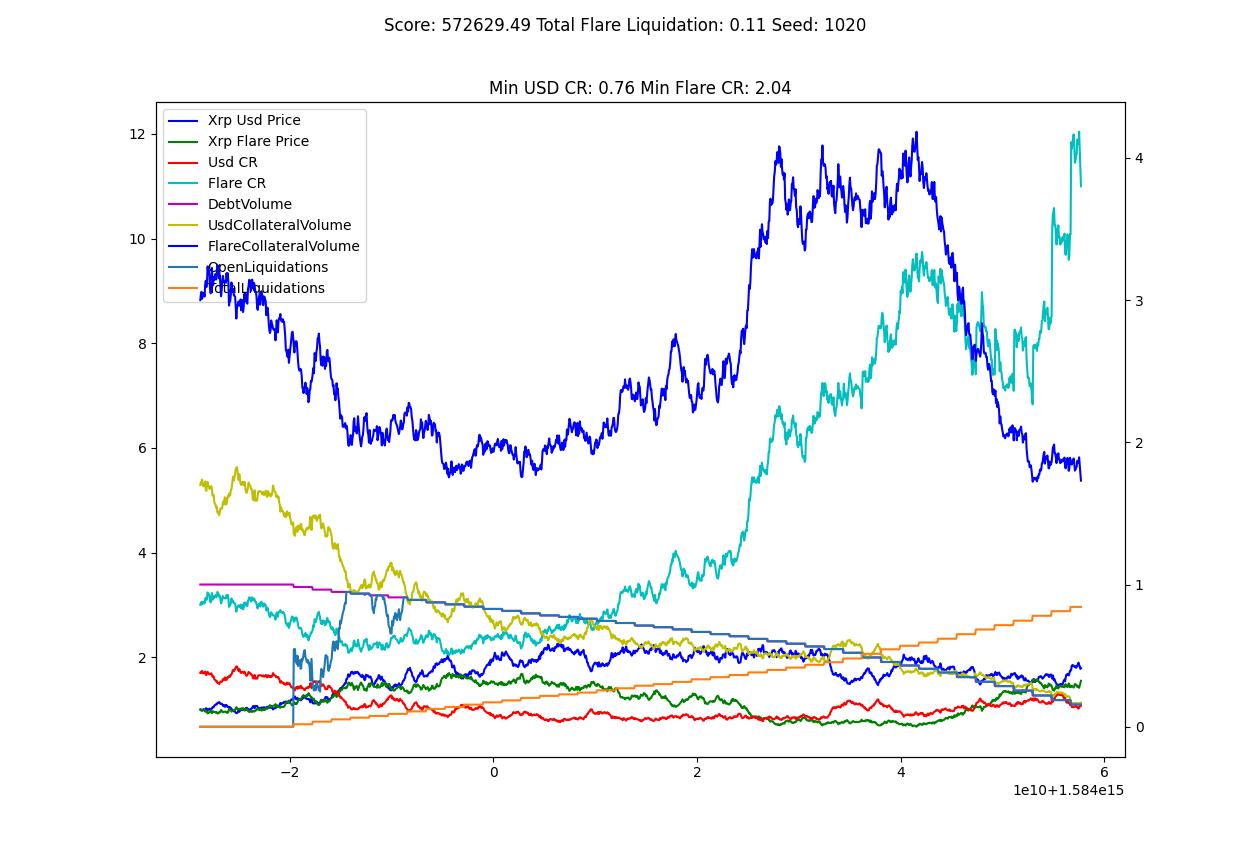 Score: 572629.49 Total Flare Liquidation: 0.11 Seed: 1020
Min USD CR: 0.76 Min Flare CR: 2.04
Xrp Usd Price
Xrp Flare Price
Usd CR
Flare CR
DebtVolume
UsdCollateralVolume
FlareCollateralVolume
OpenLiquidations
TotalLiquidations
12
10
8
6
4
2
4
3
2
1
0
−2
0
2
4
6
1e10+1.584e15